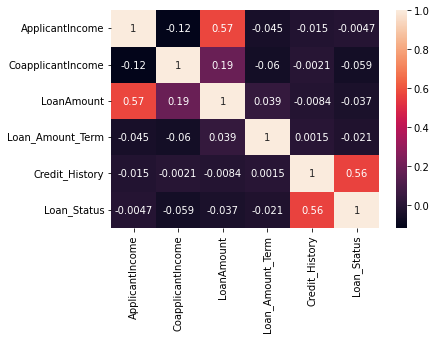 ApplicantIncome 1 -0.12 0.57 -0.045 -0.015 -0.0047
CoapplicantIncome -0.12 1 0.19 -0.06 -0.0021 -0.059
LoanAmount 0.57 0.19 1 0.039 -0.0084 -0.037
Loan_Amount_Term -0.045 -0.06 0.039 1 0.0015 -0.021
Credit_History -0.015 -0.0021 -0.0084 0.0015 1 0.56
Loan_Status -0.0047 -0.059 -0.037 -0.021 0.56 1
ApplicantIncome
CoapplicantIncome
LoanAmount
Loan_Amount_Term
Credit_History
Loan_Status
1.0
0.8
0.6
0.4
0.2
0.0